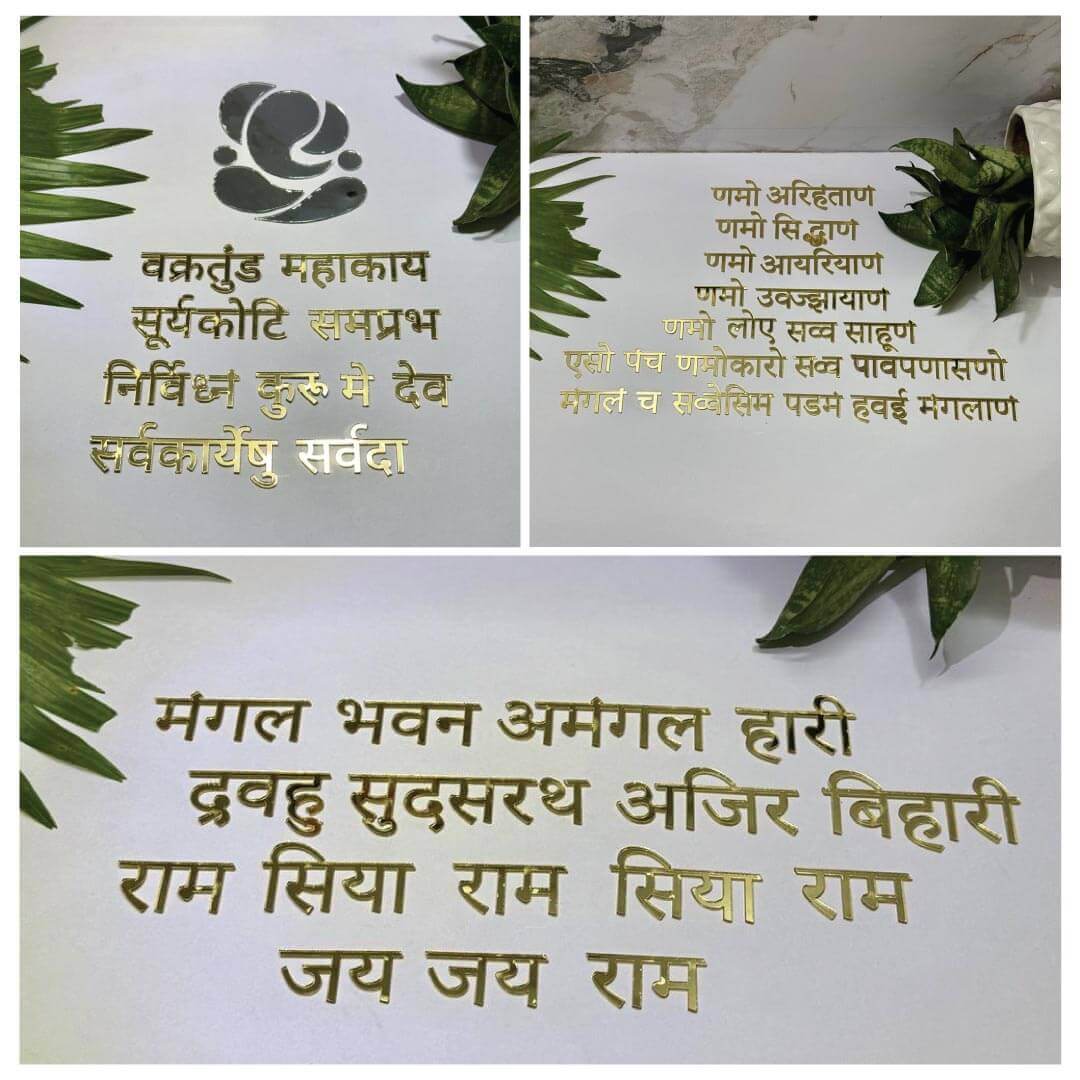 वक्रतुंड महाकाय
सूर्यकोटि समप्रभ
निर्विध्न कुरू मे देव
सर्वकार्येषु सर्वदा
णमो अरिहंताणं
णमो सिद्धाणं
णमो आयरियाणं
णमो उवज्झायाणं
णमो लोए सव्व साहूणं
एसो पंच णमोकारो सव्व पावपणासणो
मंगलं च सव्वेसिम पडमं हवई मंगलाणं
मंगल भवन अमंगल हारी
द्रवहु सुदसरथ अजिर बिहारी
राम सिया राम सिया राम
जय जय राम